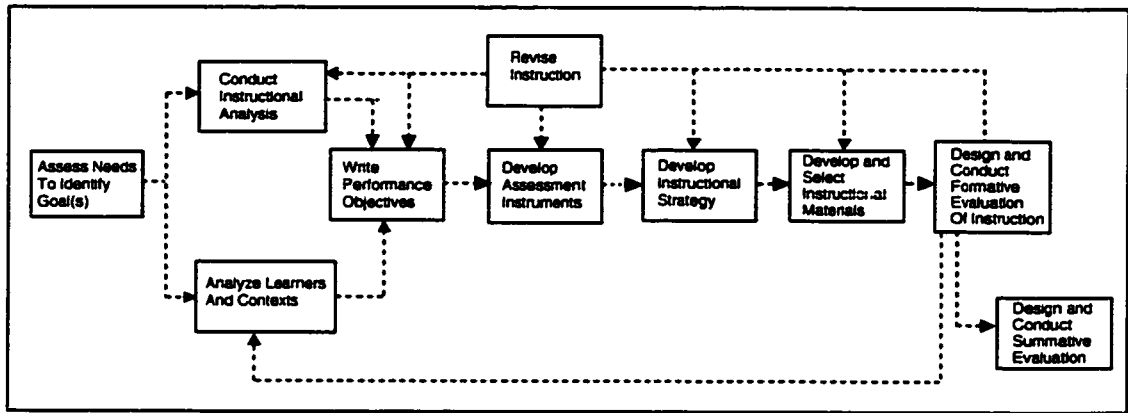 Revise
Instruction
Conduct
Instructional
Analysis
Assess Needs
To Identify
Goal(s)
Write
Performance
Objectives
Develop
Assessment
Instruments
Develop
Instructional
Strategy
Develop and
Select
Instructional
Materials
Design and
Conduct
Formative
Evaluation
Of Instruction
Analyze Learners
And Contexts
Design and
Conduct
Summative
Evaluation